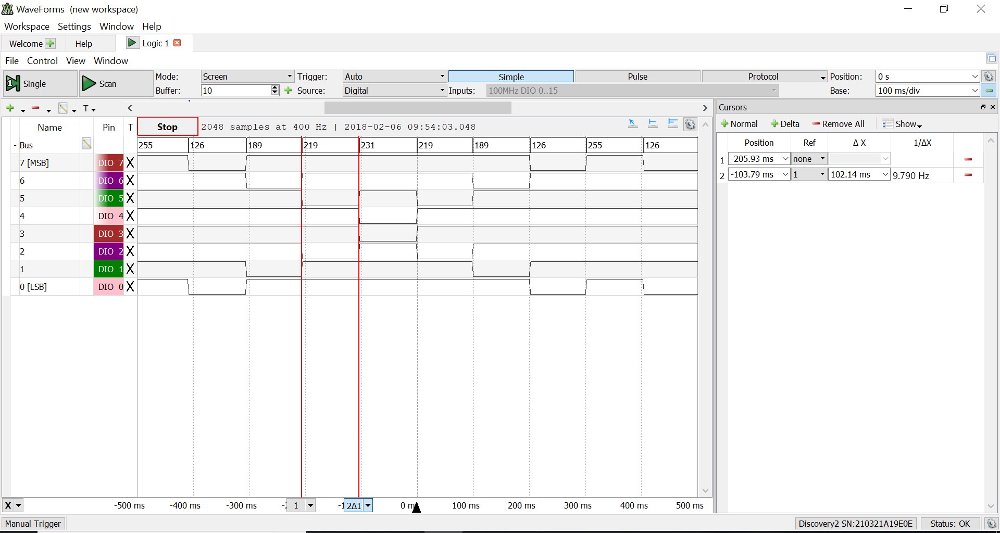 WaveForms (new workspace)
Workspace Settings Window Help
Welcome Help Logic 1
File Control View Window
Single Scan Mode: Screen Trigger: Auto Simple Pulse Protocol Position: 0 s
Buffer: 10 Source: Digital Inputs: 100MHz DIO 0..15 Base: 100 ms/div
T
Cursors
Name Pin T Stop 2048 samples at 400 Hz | 2018-02-06 09:54:03.048
Normal Delta Remove All Show
- Bus 255 126 189 219 231 219 189 126 255 126
Position Ref Δ X 1/ΔX
1 -205.93 ms none
2 -103.79 ms 1 102.14 ms 9.790 Hz
7 [MSB] DIO 7 X
6 DIO 6 X
5 DIO 5 X
4 DIO 4 X
3 DIO 3 X
2 DIO 2 X
1 DIO 1 X
0 [LSB] DIO 0 X
X -500 ms -400 ms -300 ms 1 2Δ1 0 ms 100 ms 200 ms 300 ms 400 ms 500 ms
Manual Trigger Discovery2 SN:210321A19E0E Status: OK